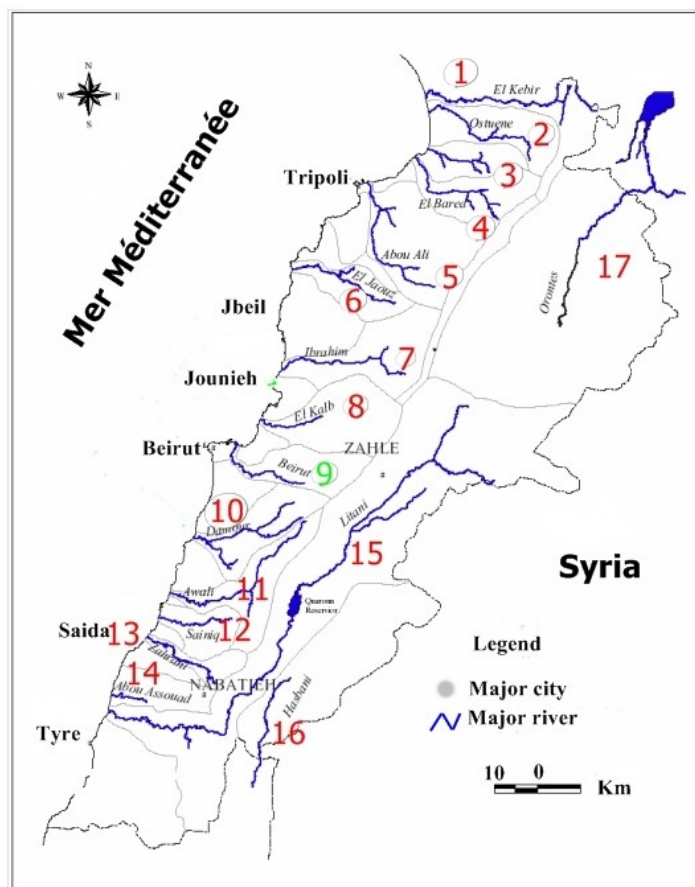 N
W
E
S
Mer Méditerranée
1
El Kebir
Ostuene
2
3
Tripoli
El Bared
4
Abou Ali
5
17
Orontes
El Jaouz
6
Jbeil
Ibrahim
7
Jounieh
8
El Kalb
ZAHLE
Beirut
Beirut
9
10
Damour
Litani
15
Syria
11
Awali
Quaroun
Reservior
12
Saida
13
Sainiq
Zahrani
14
NABATIEH
Abou Assouad
Hasbani
16
Tyre
Legend
Major city
Major river
10 0
Km